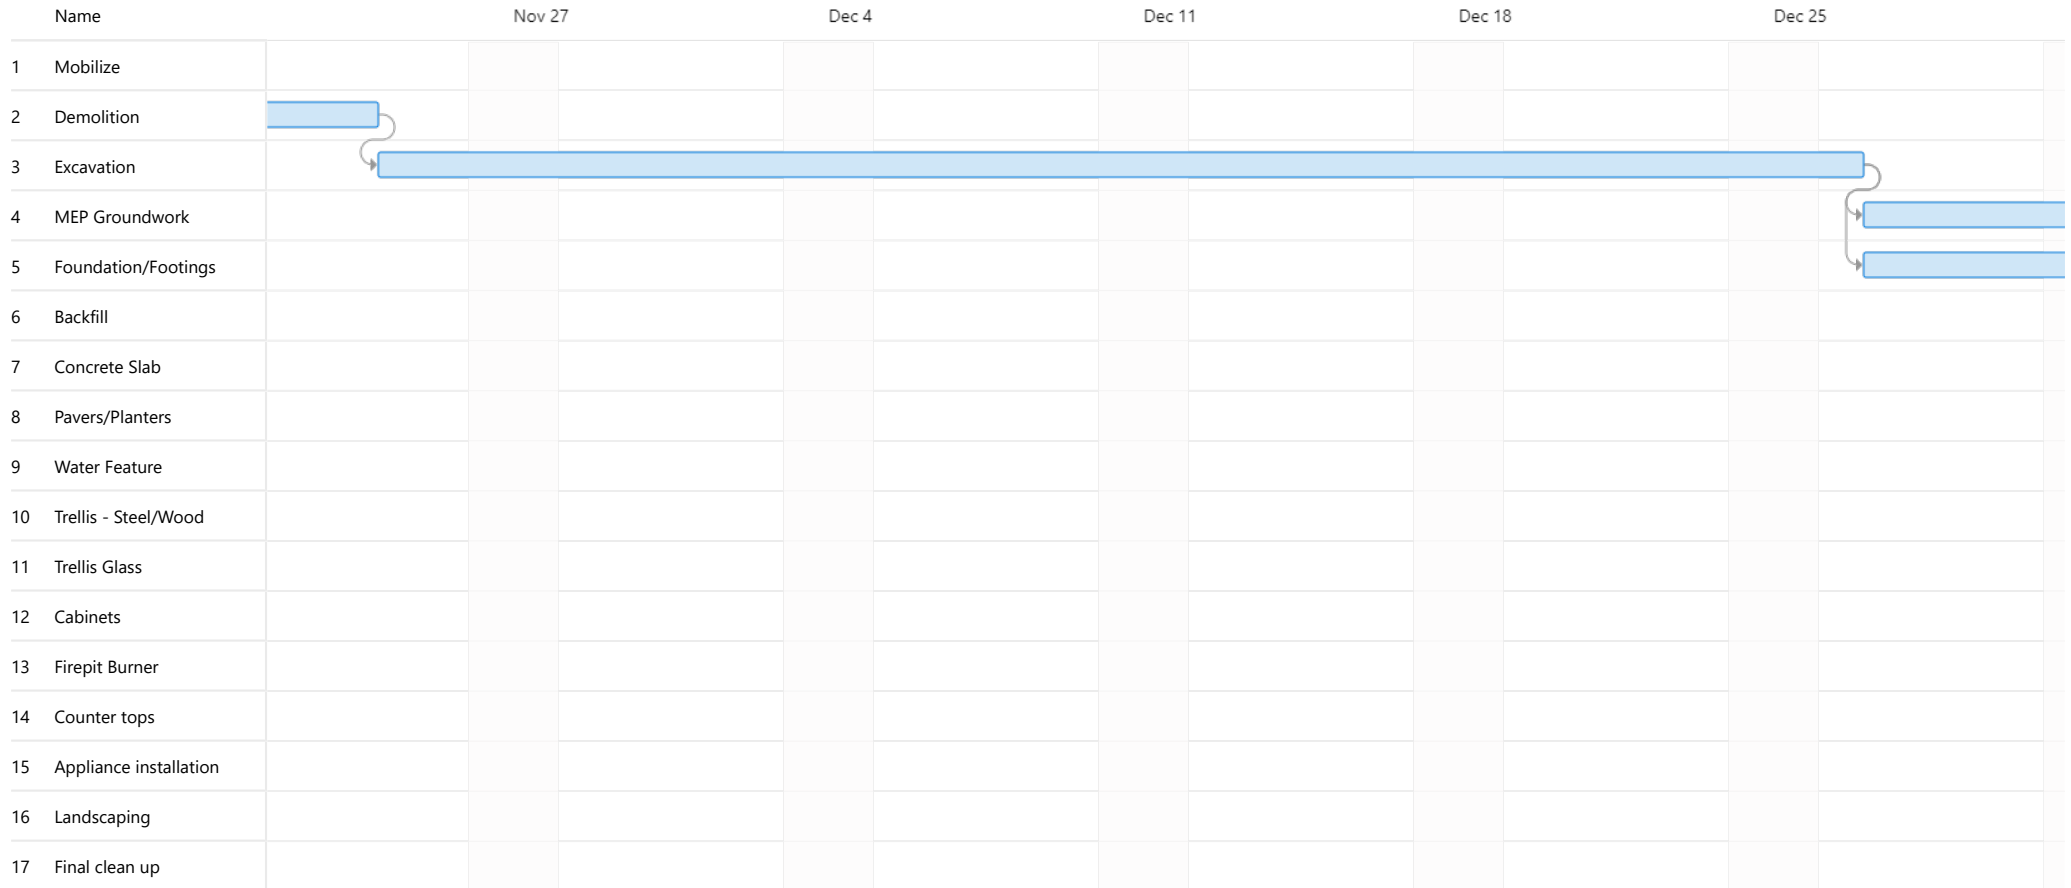 Name Nov 27 Dec 4 Dec 11 Dec 18 Dec 25
1 Mobilize
2 Demolition
3 Excavation
4 MEP Groundwork
5 Foundation/Footings
6 Backfill
7 Concrete Slab
8 Pavers/Planters
9 Water Feature
10 Trellis - Steel/Wood
11 Trellis Glass
12 Cabinets
13 Firepit Burner
14 Counter tops
15 Appliance installation
16 Landscaping
17 Final clean up